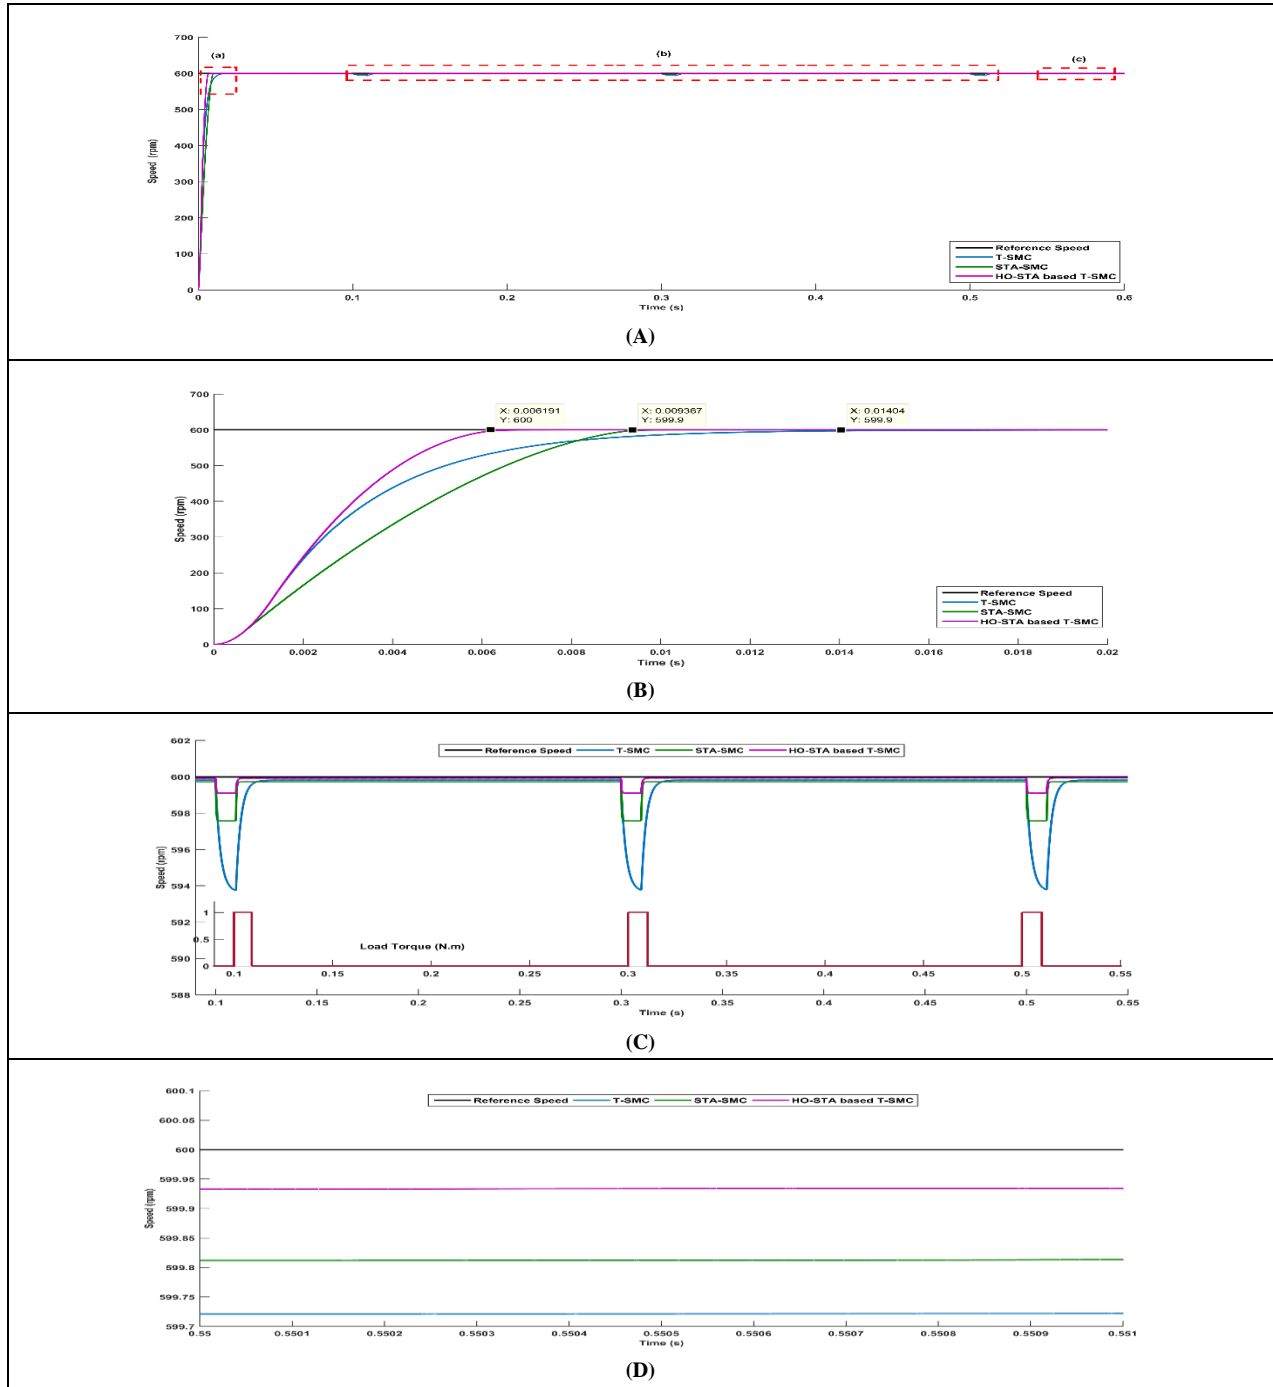 700
600
500
400
300
200
100
0
Speed (rpm)
(a)
(b)
(c)
Reference Speed
T-SMC
STA-SMC
HO-STA based T-SMC
0 0.1 0.2 0.3 0.4 0.5 0.6
Time (s)
(A)
700
600
500
400
300
200
100
0
Speed (rpm)
X: 0.006191
Y: 600
X: 0.009367
Y: 599.9
X: 0.01404
Y: 599.9
Reference Speed
T-SMC
STA-SMC
HO-STA based T-SMC
0 0.002 0.004 0.006 0.008 0.01 0.012 0.014 0.016 0.018 0.02
Time (s)
(B)
602
600
598
596
594
592
590
588
Speed (rpm)
Reference Speed T-SMC STA-SMC HO-STA based T-SMC
1
0.5
0
Load Torque (N.m)
0.1 0.15 0.2 0.25 0.3 0.35 0.4 0.45 0.5 0.55
0.1 0.15 0.2 0.25 0.3 0.35 0.4 0.45 0.5 0.55
Time (s)
(C)
600.1
600.05
600
599.95
599.9
599.85
599.8
599.75
599.7
Speed (rpm)
Reference Speed T-SMC STA-SMC HO-STA based T-SMC
0.55 0.5501 0.5502 0.5503 0.5504 0.5505 0.5506 0.5507 0.5508 0.5509 0.551
Time (s)
(D)